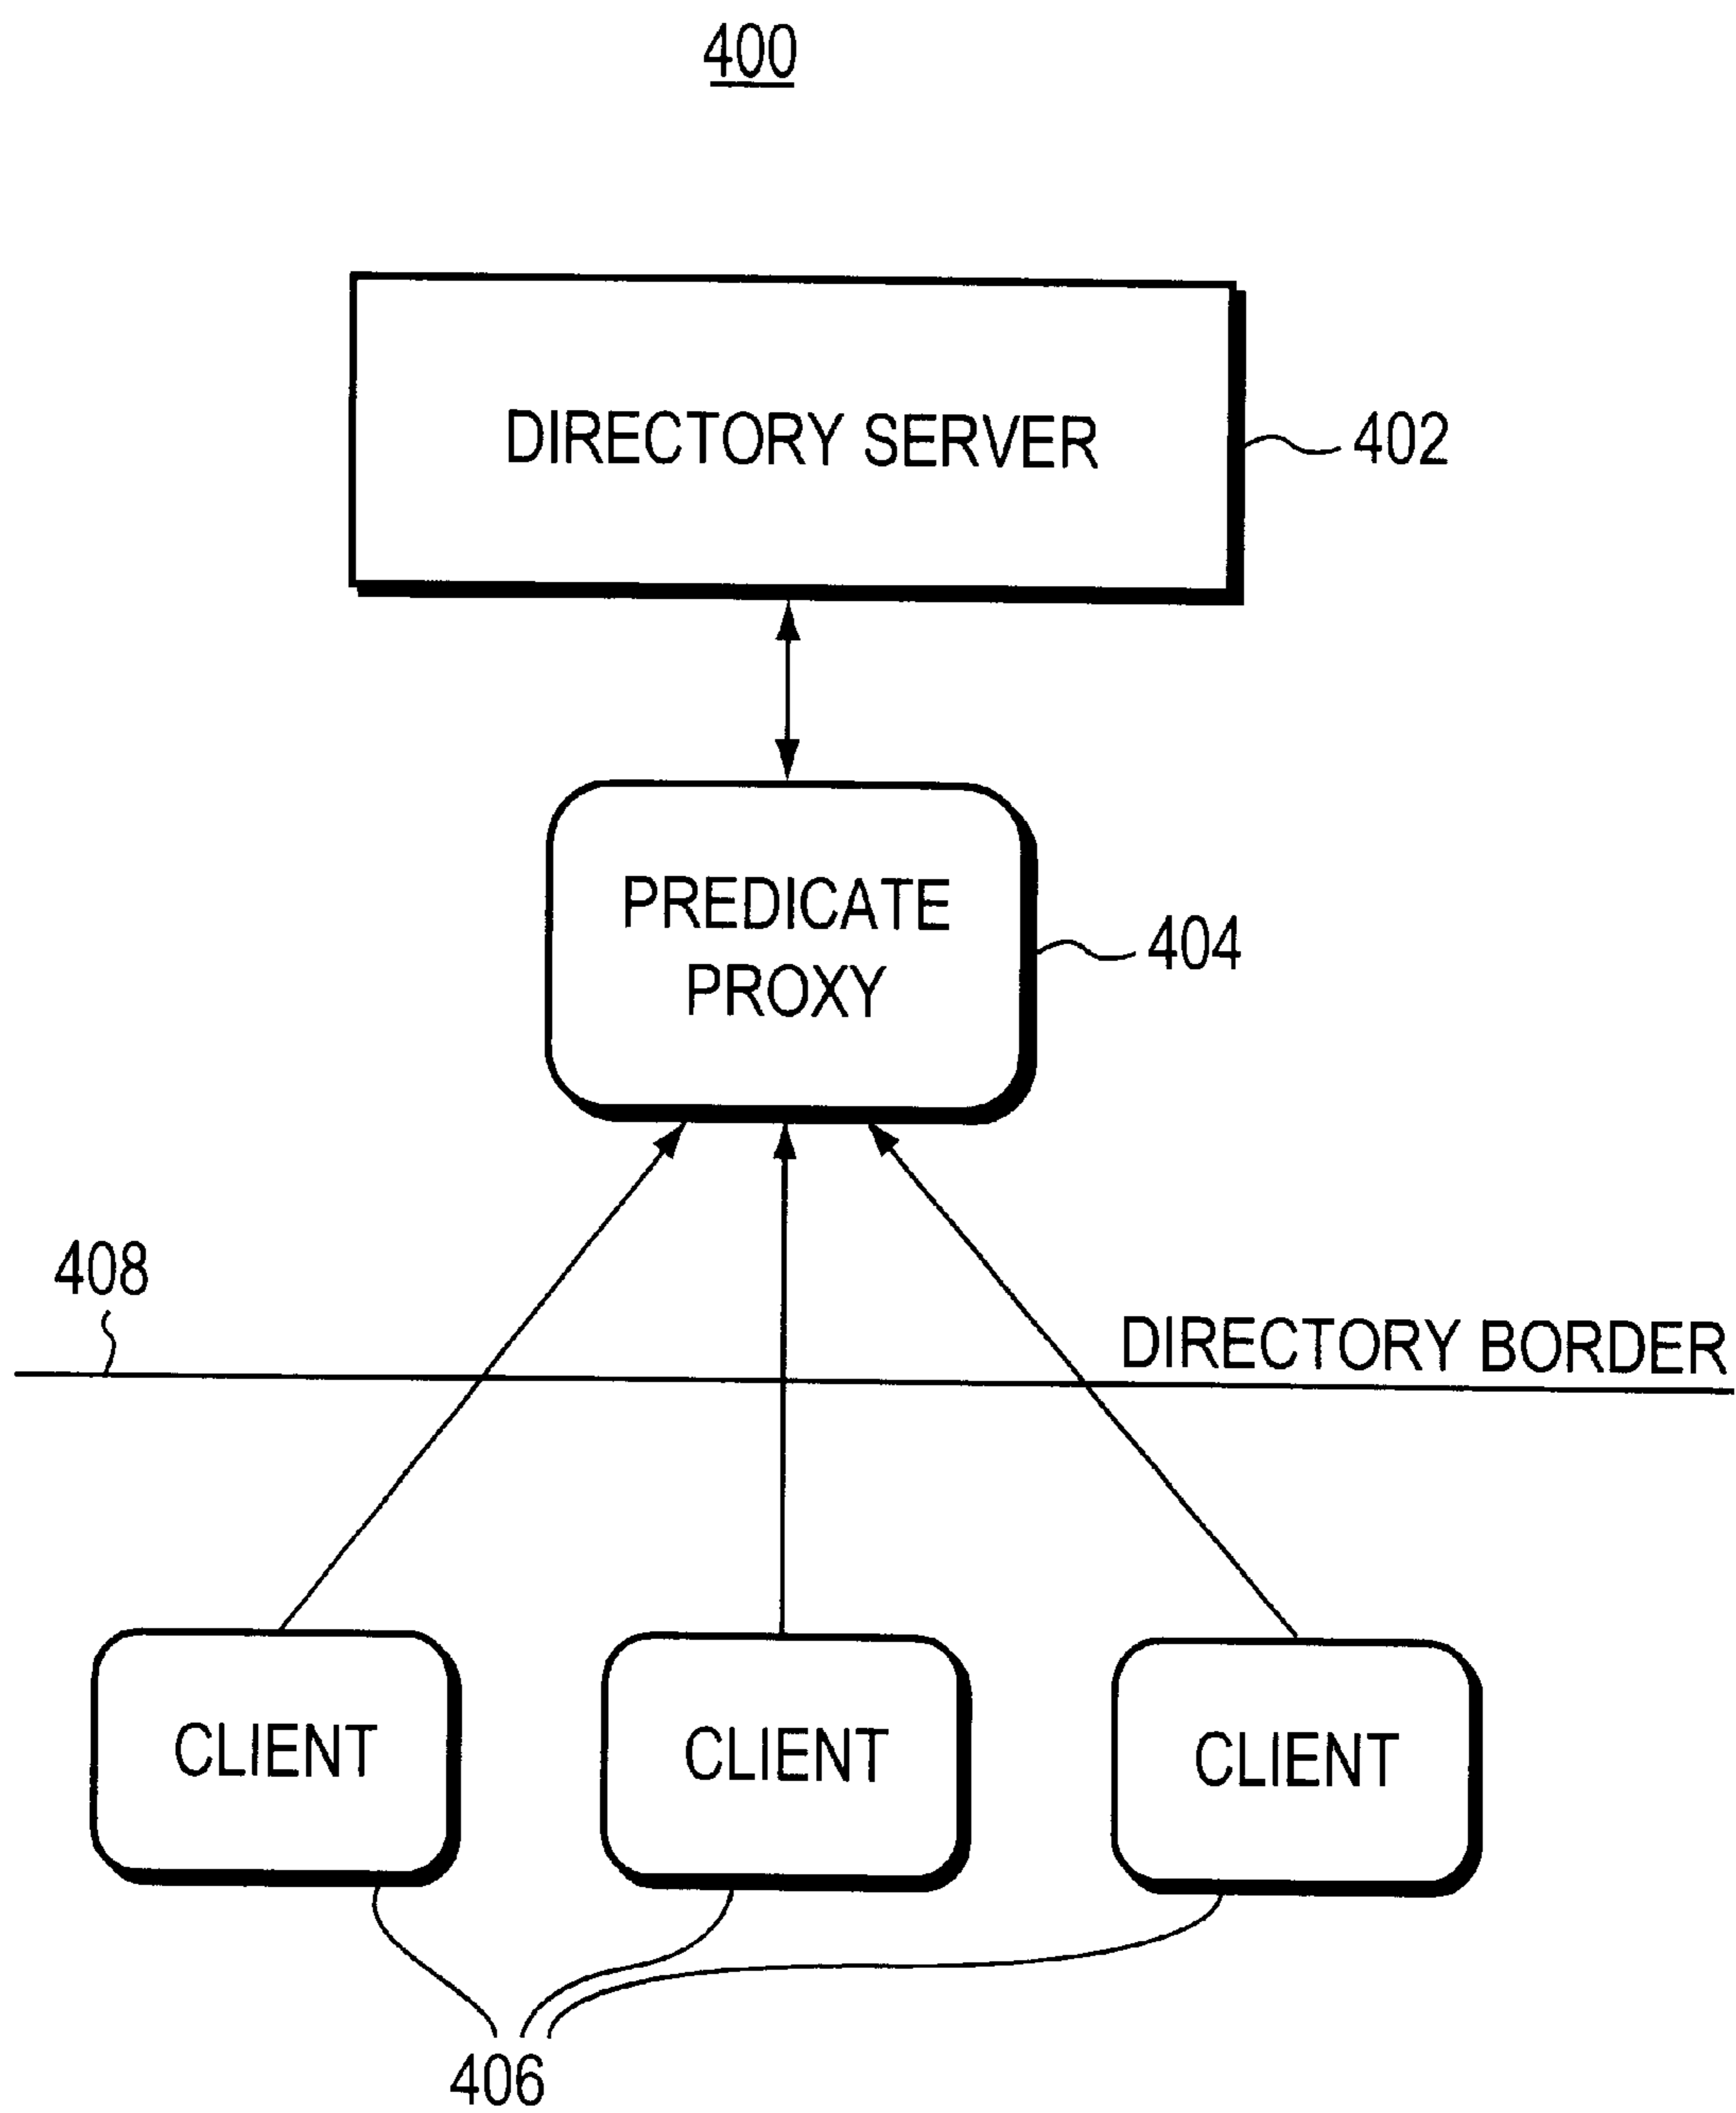 400
DIRECTORY SERVER
402
PREDICATE
PROXY
404
408
DIRECTORY BORDER
CLIENT
CLIENT
CLIENT
406